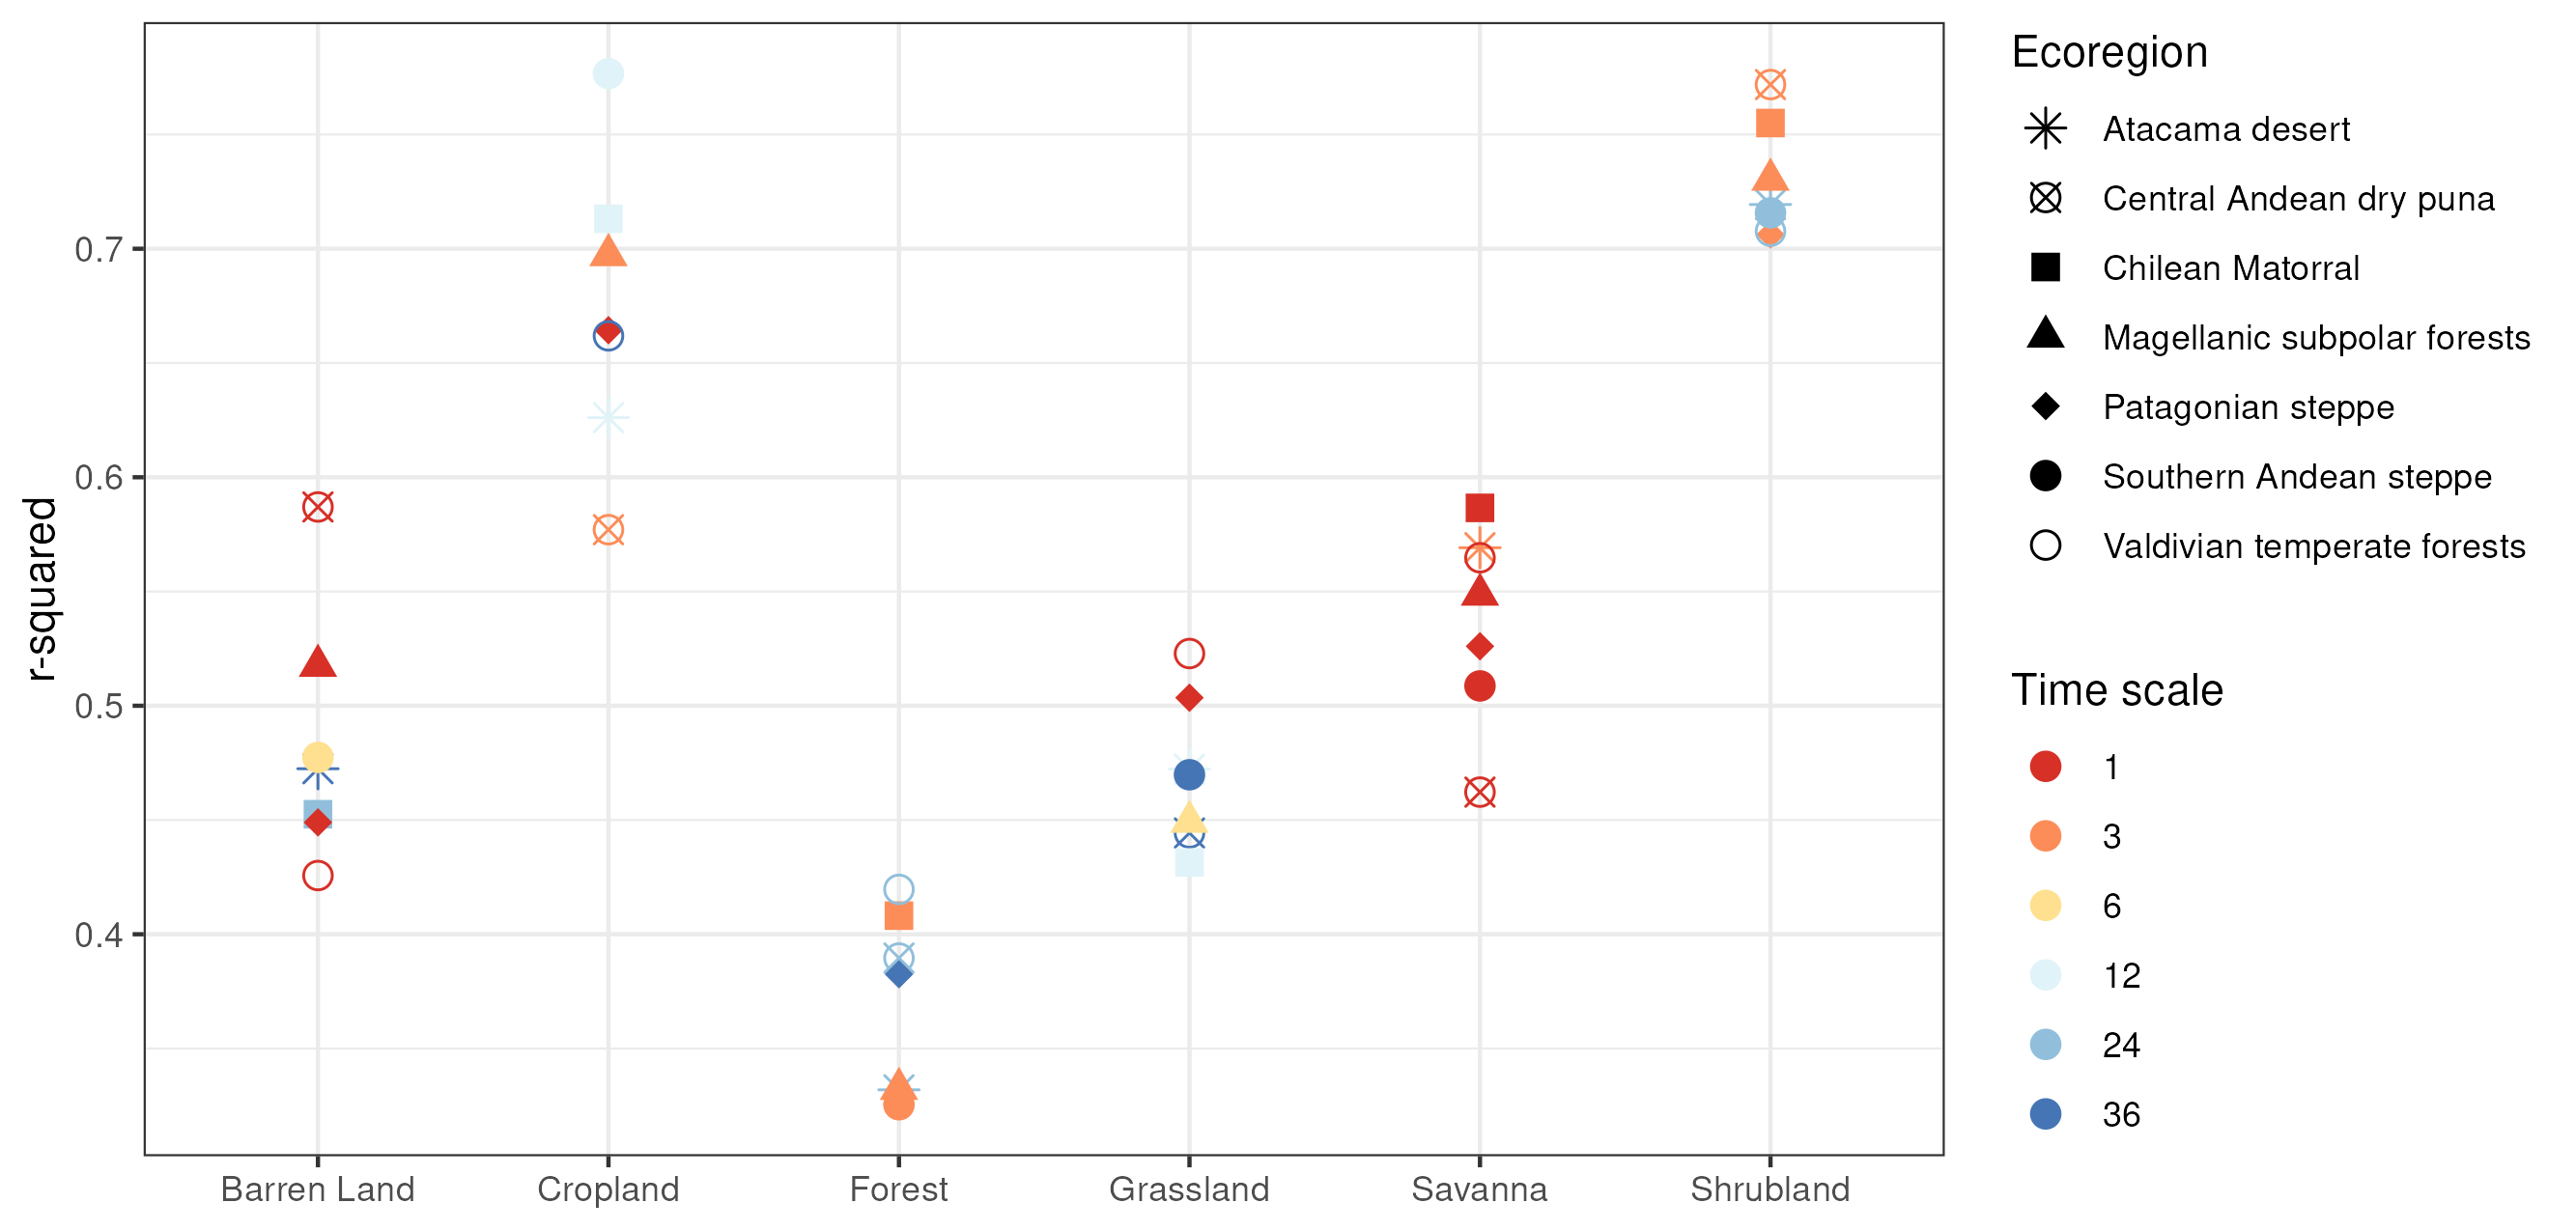 r-squared
0.7
0.6
0.5
0.4
Barren Land
Cropland
Forest
Grassland
Savanna
Shrubland
Ecoregion
Atacama desert
Central Andean dry puna
Chilean Matorral
Magellanic subpolar forests
Patagonian steppe
Southern Andean steppe
Valdivian temperate forests
Time scale
1
3
6
12
24
36